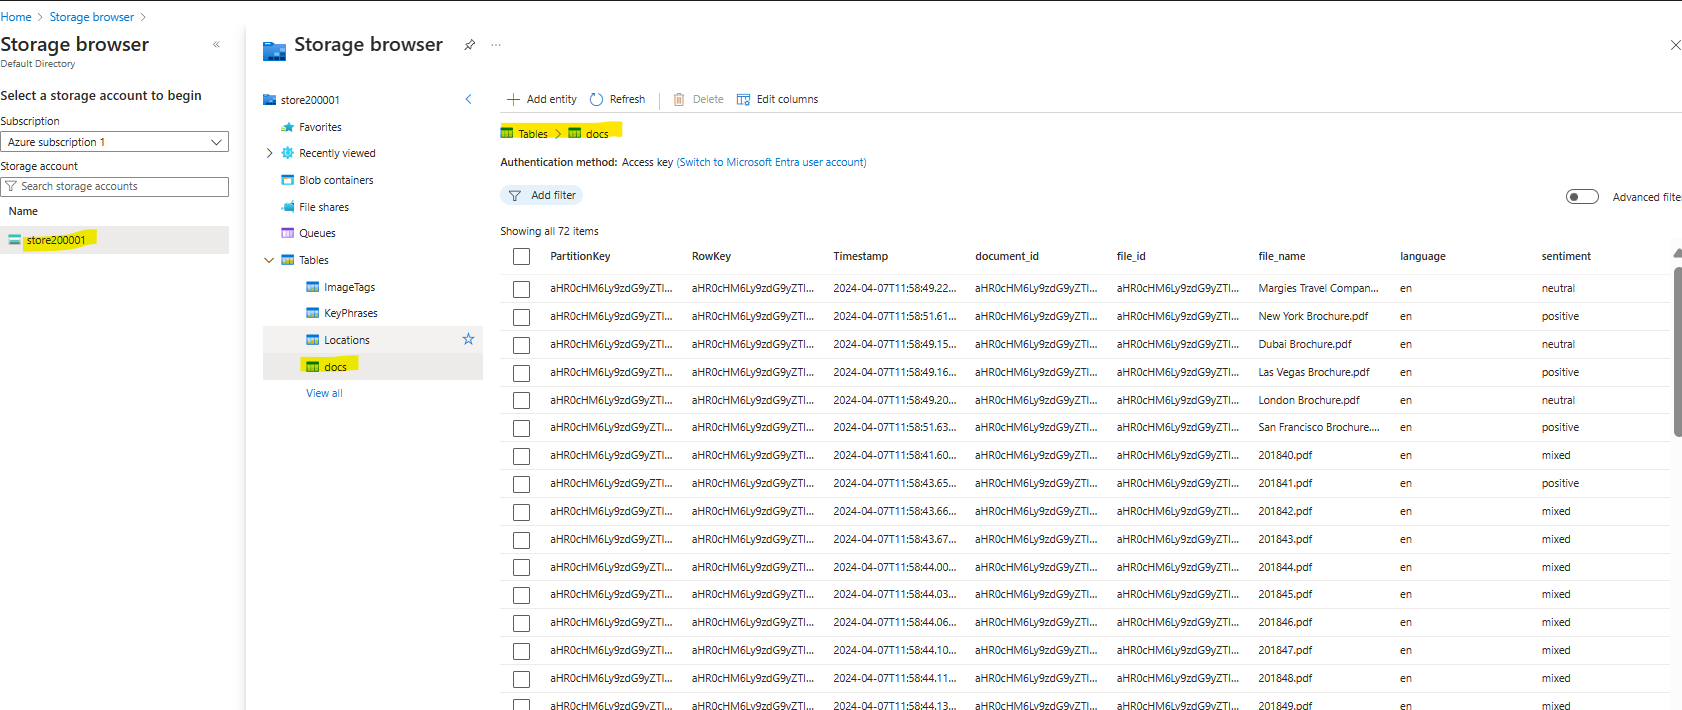 Home > Storage browser >
Storage browser «
Default Directory
Select a storage account to begin
Subscription
Azure subscription 1
Storage account
Search storage accounts
Name
store200001
Storage browser ...
store200001
Favorites
Recently viewed
Blob containers
File shares
Queues
Tables
ImageTags
KeyPhrases
Locations
docs
View all
Add entity Refresh Delete Edit columns
Tables > docs
Authentication method: Access key (Switch to Microsoft Entra user account)
Add filter
Advanced filte
Showing all 72 items
PartitionKey RowKey Timestamp document_id file_id file_name language sentiment
aHR0cHM6Ly9zdG9yZTI... aHR0cHM6Ly9zdG9yZTI... 2024-04-07T11:58:49.22... aHR0cHM6Ly9zdG9yZTI... aHR0cHM6Ly9zdG9yZTI... Margies Travel Compan... en neutral
aHR0cHM6Ly9zdG9yZTI... aHR0cHM6Ly9zdG9yZTI... 2024-04-07T11:58:51.61... aHR0cHM6Ly9zdG9yZTI... aHR0cHM6Ly9zdG9yZTI... New York Brochure.pdf en positive
aHR0cHM6Ly9zdG9yZTI... aHR0cHM6Ly9zdG9yZTI... 2024-04-07T11:58:49.15... aHR0cHM6Ly9zdG9yZTI... aHR0cHM6Ly9zdG9yZTI... Dubai Brochure.pdf en neutral
aHR0cHM6Ly9zdG9yZTI... aHR0cHM6Ly9zdG9yZTI... 2024-04-07T11:58:49.16... aHR0cHM6Ly9zdG9yZTI... aHR0cHM6Ly9zdG9yZTI... Las Vegas Brochure.pdf en positive
aHR0cHM6Ly9zdG9yZTI... aHR0cHM6Ly9zdG9yZTI... 2024-04-07T11:58:49.20... aHR0cHM6Ly9zdG9yZTI... aHR0cHM6Ly9zdG9yZTI... London Brochure.pdf en neutral
aHR0cHM6Ly9zdG9yZTI... aHR0cHM6Ly9zdG9yZTI... 2024-04-07T11:58:51.63... aHR0cHM6Ly9zdG9yZTI... aHR0cHM6Ly9zdG9yZTI... San Francisco Brochure.... en positive
aHR0cHM6Ly9zdG9yZTI... aHR0cHM6Ly9zdG9yZTI... 2024-04-07T11:58:41.60... aHR0cHM6Ly9zdG9yZTI... aHR0cHM6Ly9zdG9yZTI... 201840.pdf en mixed
aHR0cHM6Ly9zdG9yZTI... aHR0cHM6Ly9zdG9yZTI... 2024-04-07T11:58:43.65... aHR0cHM6Ly9zdG9yZTI... aHR0cHM6Ly9zdG9yZTI... 201841.pdf en positive
aHR0cHM6Ly9zdG9yZTI... aHR0cHM6Ly9zdG9yZTI... 2024-04-07T11:58:43.66... aHR0cHM6Ly9zdG9yZTI... aHR0cHM6Ly9zdG9yZTI... 201842.pdf en mixed
aHR0cHM6Ly9zdG9yZTI... aHR0cHM6Ly9zdG9yZTI... 2024-04-07T11:58:43.67... aHR0cHM6Ly9zdG9yZTI... aHR0cHM6Ly9zdG9yZTI... 201843.pdf en mixed
aHR0cHM6Ly9zdG9yZTI... aHR0cHM6Ly9zdG9yZTI... 2024-04-07T11:58:44.00... aHR0cHM6Ly9zdG9yZTI... aHR0cHM6Ly9zdG9yZTI... 201844.pdf en mixed
aHR0cHM6Ly9zdG9yZTI... aHR0cHM6Ly9zdG9yZTI... 2024-04-07T11:58:44.03... aHR0cHM6Ly9zdG9yZTI... aHR0cHM6Ly9zdG9yZTI... 201845.pdf en mixed
aHR0cHM6Ly9zdG9yZTI... aHR0cHM6Ly9zdG9yZTI... 2024-04-07T11:58:44.06... aHR0cHM6Ly9zdG9yZTI... aHR0cHM6Ly9zdG9yZTI... 201846.pdf en mixed
aHR0cHM6Ly9zdG9yZTI... aHR0cHM6Ly9zdG9yZTI... 2024-04-07T11:58:44.10... aHR0cHM6Ly9zdG9yZTI... aHR0cHM6Ly9zdG9yZTI... 201847.pdf en mixed
aHR0cHM6Ly9zdG9yZTI... aHR0cHM6Ly9zdG9yZTI... 2024-04-07T11:58:44.11... aHR0cHM6Ly9zdG9yZTI... aHR0cHM6Ly9zdG9yZTI... 201848.pdf en mixed
aHR0cHM6Ly9zdG9yZTI... aHR0cHM6Ly9zdG9yZTI... 2024-04-07T11:58:44.13... aHR0cHM6Ly9zdG9yZTI... aHR0cHM6Ly9zdG9yZTI... 201849.pdf en mixed